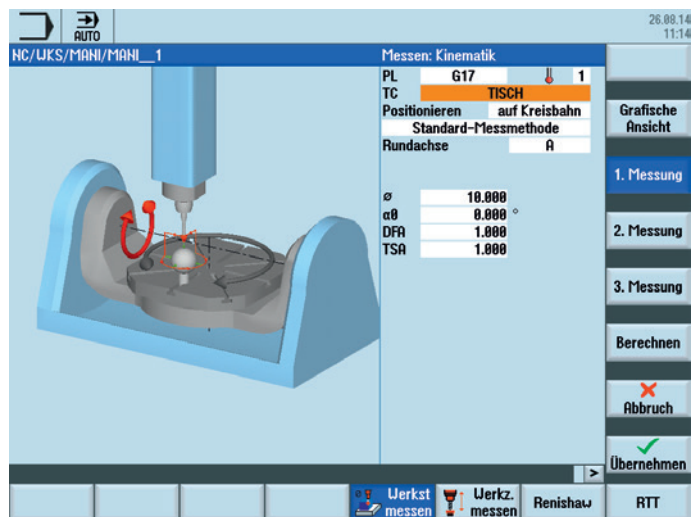 26.08.14
11:14
AUTO
NC/WKS/MANI/MANI__1
Messen: Kinematik
PL G17 1
TC TISCH
Positionieren auf Kreisbahn
Standard-Messmethode
Rundachse A
ø 10.000
α0 0.000 °
DFA 1.000
TSA 1.000
Grafische
Ansicht
1. Messung
2. Messung
3. Messung
Berechnen
Abbruch
Übernehmen
>
Werkst
messen
Werkz.
messen
Renishaw
RTT